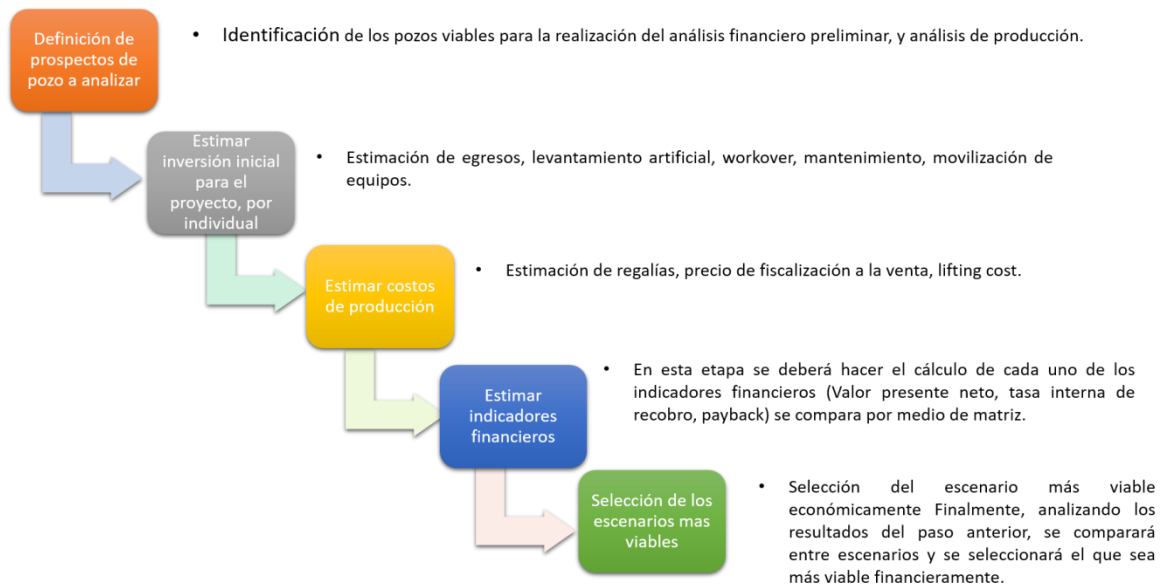 Definición de
prospectos de
pozo a analizar
• Identificación de los pozos viables para la realización del análisis financiero preliminar, y análisis de producción.
Estimar
inversión inicial
para el
proyecto, por
individual
• Estimación de egresos, levantamiento artificial, workover, mantenimiento, movilización de
equipos.
Estimar costos
de producción
• Estimación de regalías, precio de fiscalización a la venta, lifting cost.
Estimar
indicadores
financieros
• En esta etapa se deberá hacer el cálculo de cada uno de los
indicadores financieros (Valor presente neto, tasa interna de
recobro, payback) se compara por medio de matriz.
Selección de los
escenarios mas
viables
• Selección del escenario más viable
económicamente Finalmente, analizando los
resultados del paso anterior, se comparará
entre escenarios y se seleccionará el que sea
más viable financieramente.